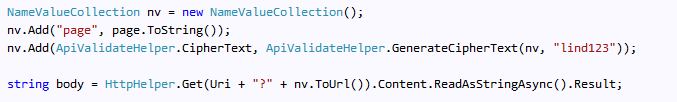 NameValueCollection nv = new NameValueCollection();
nv.Add("page", page.ToString());
nv.Add(ApiValidateHelper.CipherText, ApiValidateHelper.GenerateCipherText(nv, "lind123"));
string body = HttpHelper.Get(Uri + "?" + nv.ToUrl()).Content.ReadAsStringAsync().Result;